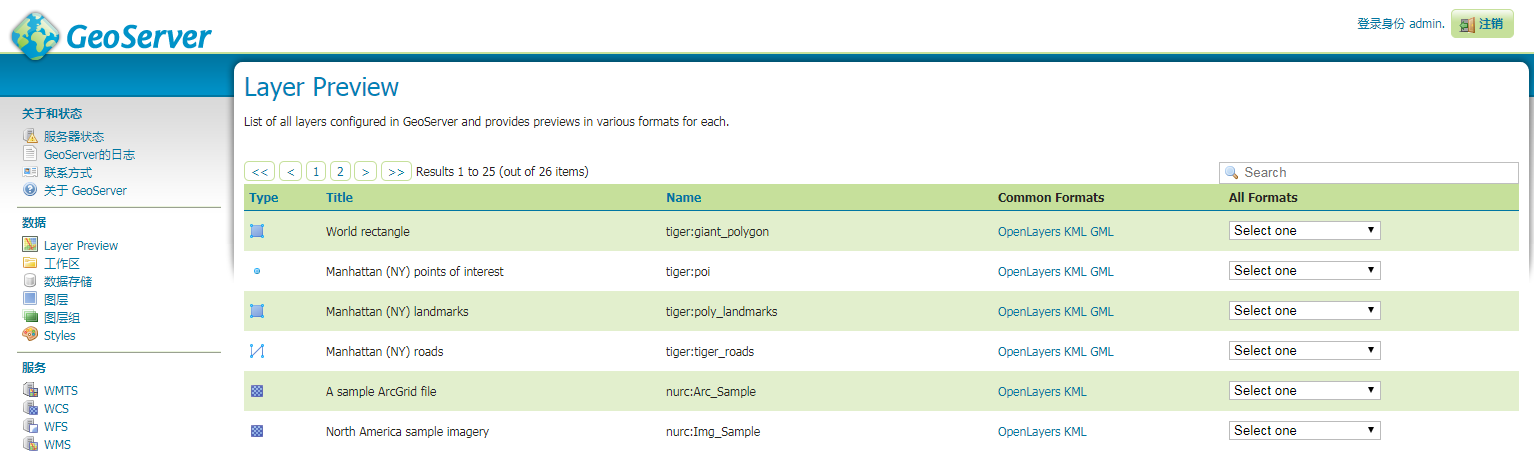 GeoServer
登录身份 admin.
注销
关于和状态
服务器状态
GeoServer的日志
联系方式
关于 GeoServer
数据
Layer Preview
工作区
数据存储
图层
图层组
Styles
服务
WMTS
WCS
WFS
WMS
Layer Preview
List of all layers configured in GeoServer and provides previews in various formats for each.
<< < 1 2 > >> Results 1 to 25 (out of 26 items) Search
Type Title Name Common Formats All Formats
World rectangle tiger:giant_polygon OpenLayers KML GML Select one
Manhattan (NY) points of interest tiger:poi OpenLayers KML GML Select one
Manhattan (NY) landmarks tiger:poly_landmarks OpenLayers KML GML Select one
Manhattan (NY) roads tiger:tiger_roads OpenLayers KML GML Select one
A sample ArcGrid file nurc:Arc_Sample OpenLayers KML Select one
North America sample imagery nurc:Img_Sample OpenLayers KML Select one